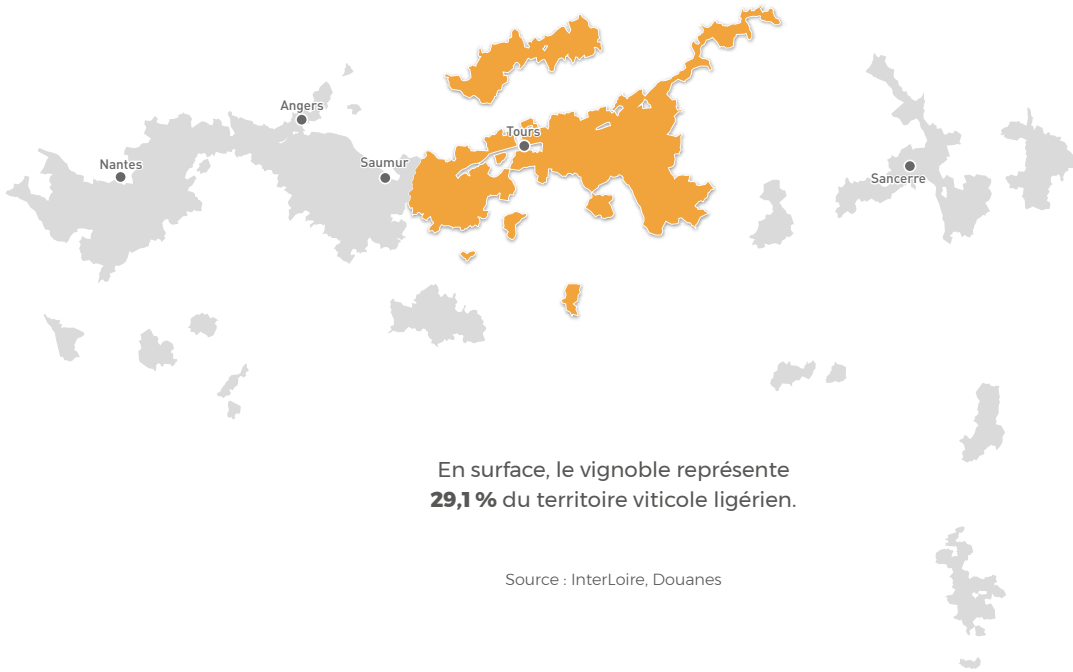 Angers
Tours
Nantes
Saumur
Sancerre
En surface, le vignoble représente
29,1 % du territoire viticole ligérien.
Source : InterLoire, Douanes